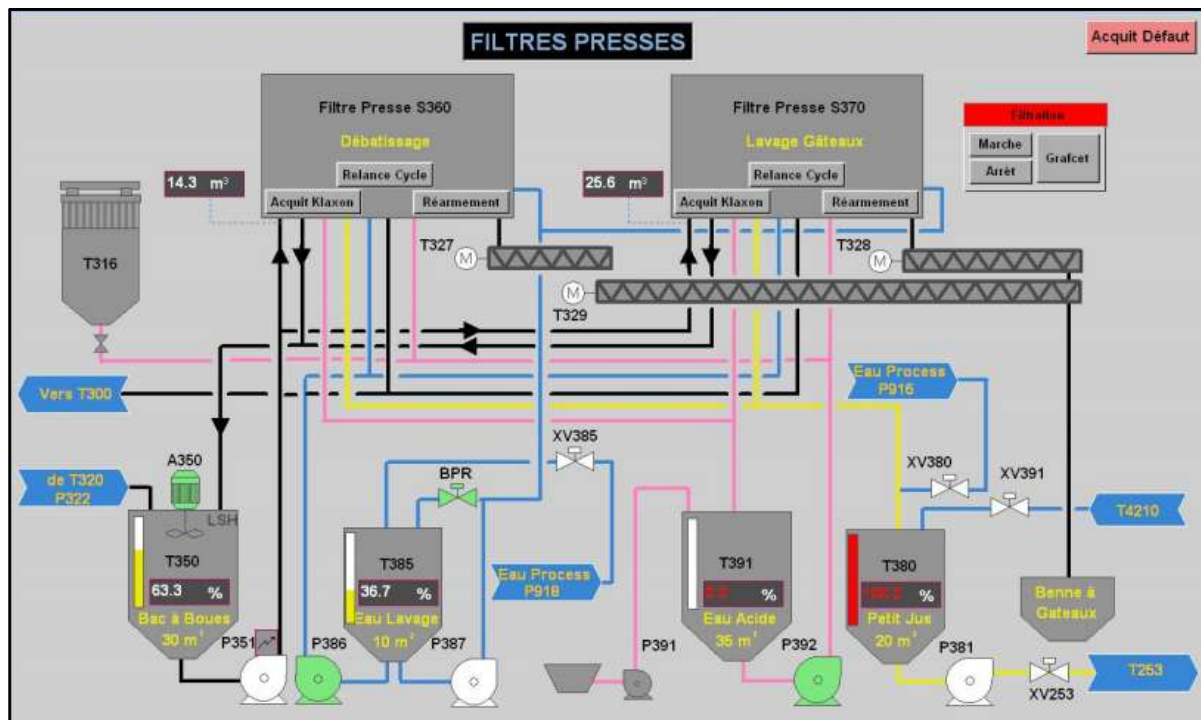 FILTRES PRESSES
Acquit Défaut
Filtre Presse S360
Débatissage
Relance Cycle
Acquit Klaxon
Réarmement
14.3 m³
Filtre Presse S370
Lavage Gâteaux
Relance Cycle
Acquit Klaxon
Réarmement
25.6 m³
Filtration
Marche
Arrêt
Grafcet
T316
T327
M
T328
M
M
T329
Vers T300
Eau Process
P916
de T320
P322
A350
LSH
XV385
BPR
XV380
XV391
T4210
T350
63.3 %
Bac à Boues
30 m³
T385
36.7 %
Eau Lavage
10 m³
Eau Process
P918
T391
%
Eau Acide
35 m³
T380
%
Petit Jus
20 m³
Benne à
Gateaux
P351
P386
P387
P391
P392
P381
XV253
T253